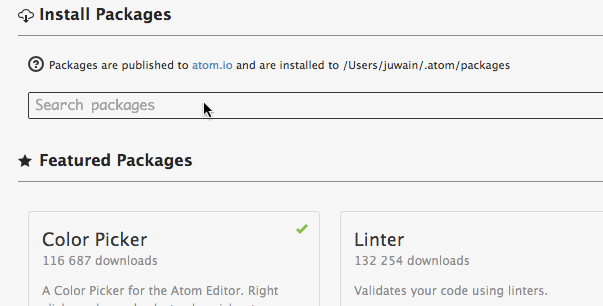 Install Packages
Packages are published to atom.io and are installed to /Users/juwain/.atom/packages
Search packages
Featured Packages
Color Picker
116 687 downloads
A Color Picker for the Atom Editor. Right
Linter
132 254 downloads
Validates your code using linters.